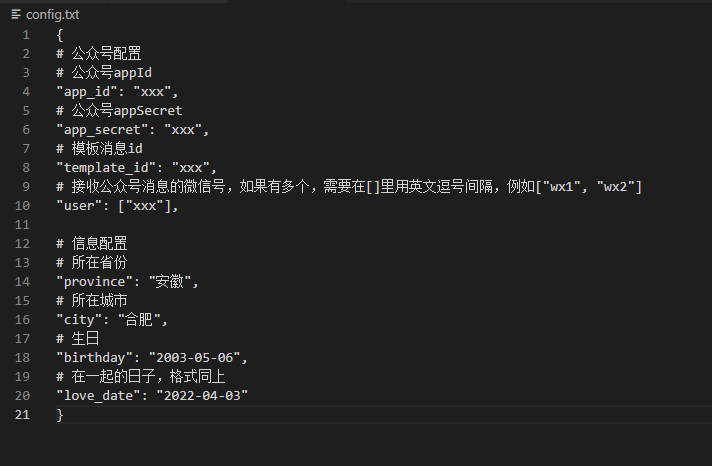 config.txt
1 {
2 # 公众号配置
3 # 公众号appId
4 "app_id": "xxx",
5 # 公众号appSecret
6 "app_secret": "xxx",
7 # 模板消息id
8 "template_id": "xxx",
9 # 接收公众号消息的微信号，如果有多个，需要在[]里用英文逗号间隔，例如["wx1", "wx2"]
10 "user": ["xxx"],
11
12 # 信息配置
13 # 所在省份
14 "province": "安徽",
15 # 所在城市
16 "city": "合肥",
17 # 生日
18 "birthday": "2003-05-06",
19 # 在一起的日子，格式同上
20 "love_date": "2022-04-03"
21 }